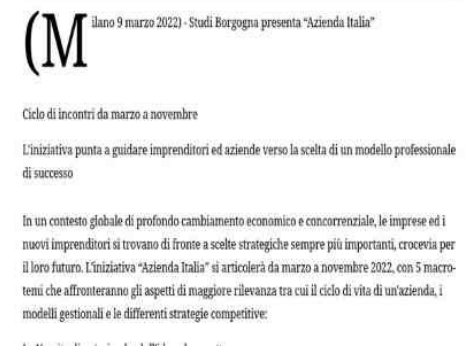 (Milano 9 marzo 2022) - Studi Borgogna presenta “Azienda Italia”
Ciclo di incontri da marzo a novembre
L'iniziativa punta a guidare imprenditori ed aziende verso la scelta di un modello professionale
di successo
In un contesto globale di profondo cambiamento economico e concorrenziale, le imprese ed i
nuovi imprenditori si trovano di fronte a scelte strategiche sempre più importanti, crocevia per
il loro futuro. L'iniziativa “Azienda Italia” si articolerà da marzo a novembre 2022, con 5 macro-
temi che affronteranno gli aspetti di maggiore rilevanza tra cui il ciclo di vita di un'azienda, i
modelli gestionali e le differenti strategie competitive: